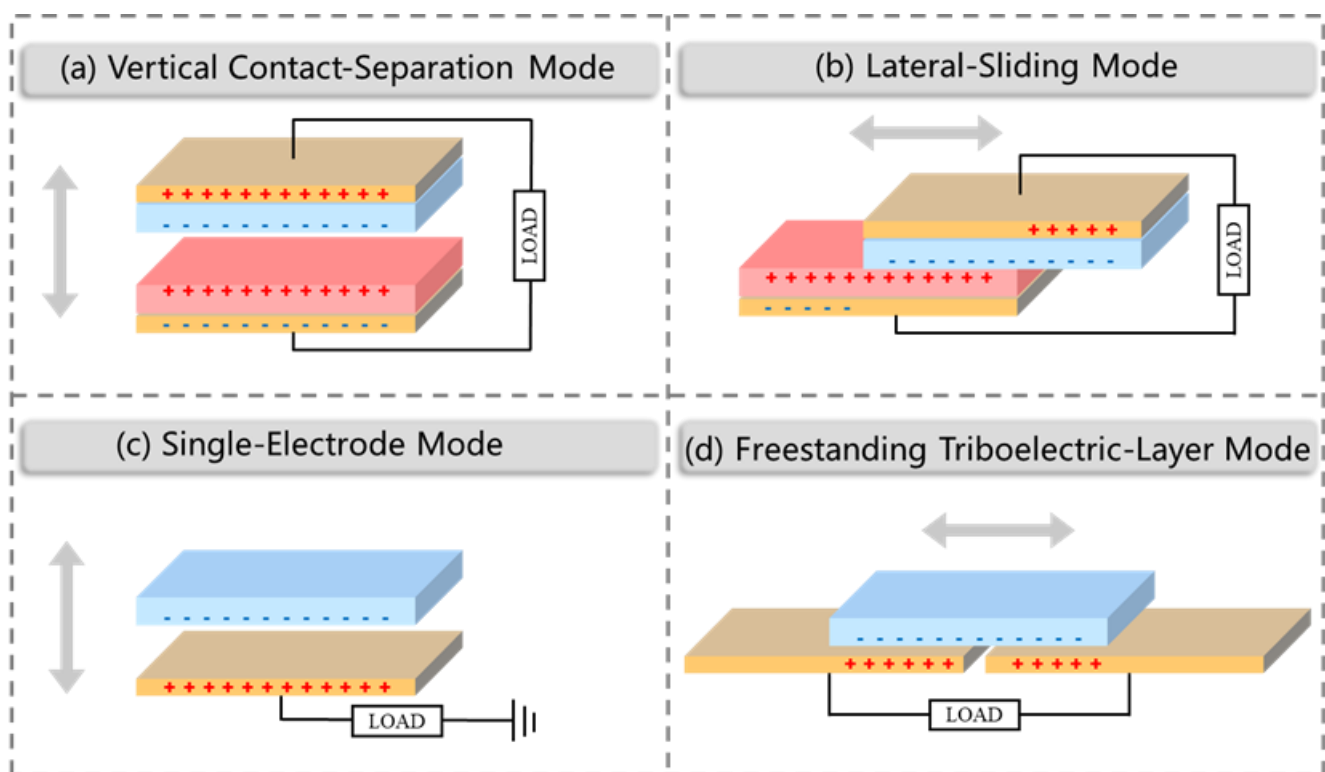 (a) Vertical Contact-Separation Mode
+ + + + + + + + + + + +
- - - - - - - - - - - -
+ + + + + + + + + + + +
- - - - - - - - - - - -
LOAD
(b) Lateral-Sliding Mode
+ + + + +
- - - - - - - - - - - -
+ + + + + + + + + + + +
- - - - -
LOAD
(c) Single-Electrode Mode
- - - - - - - - - - - -
+ + + + + + + + + + + +
LOAD
(d) Freestanding Triboelectric-Layer Mode
- - - - - - - - - - - -
+ + + + + + + + + + +
LOAD